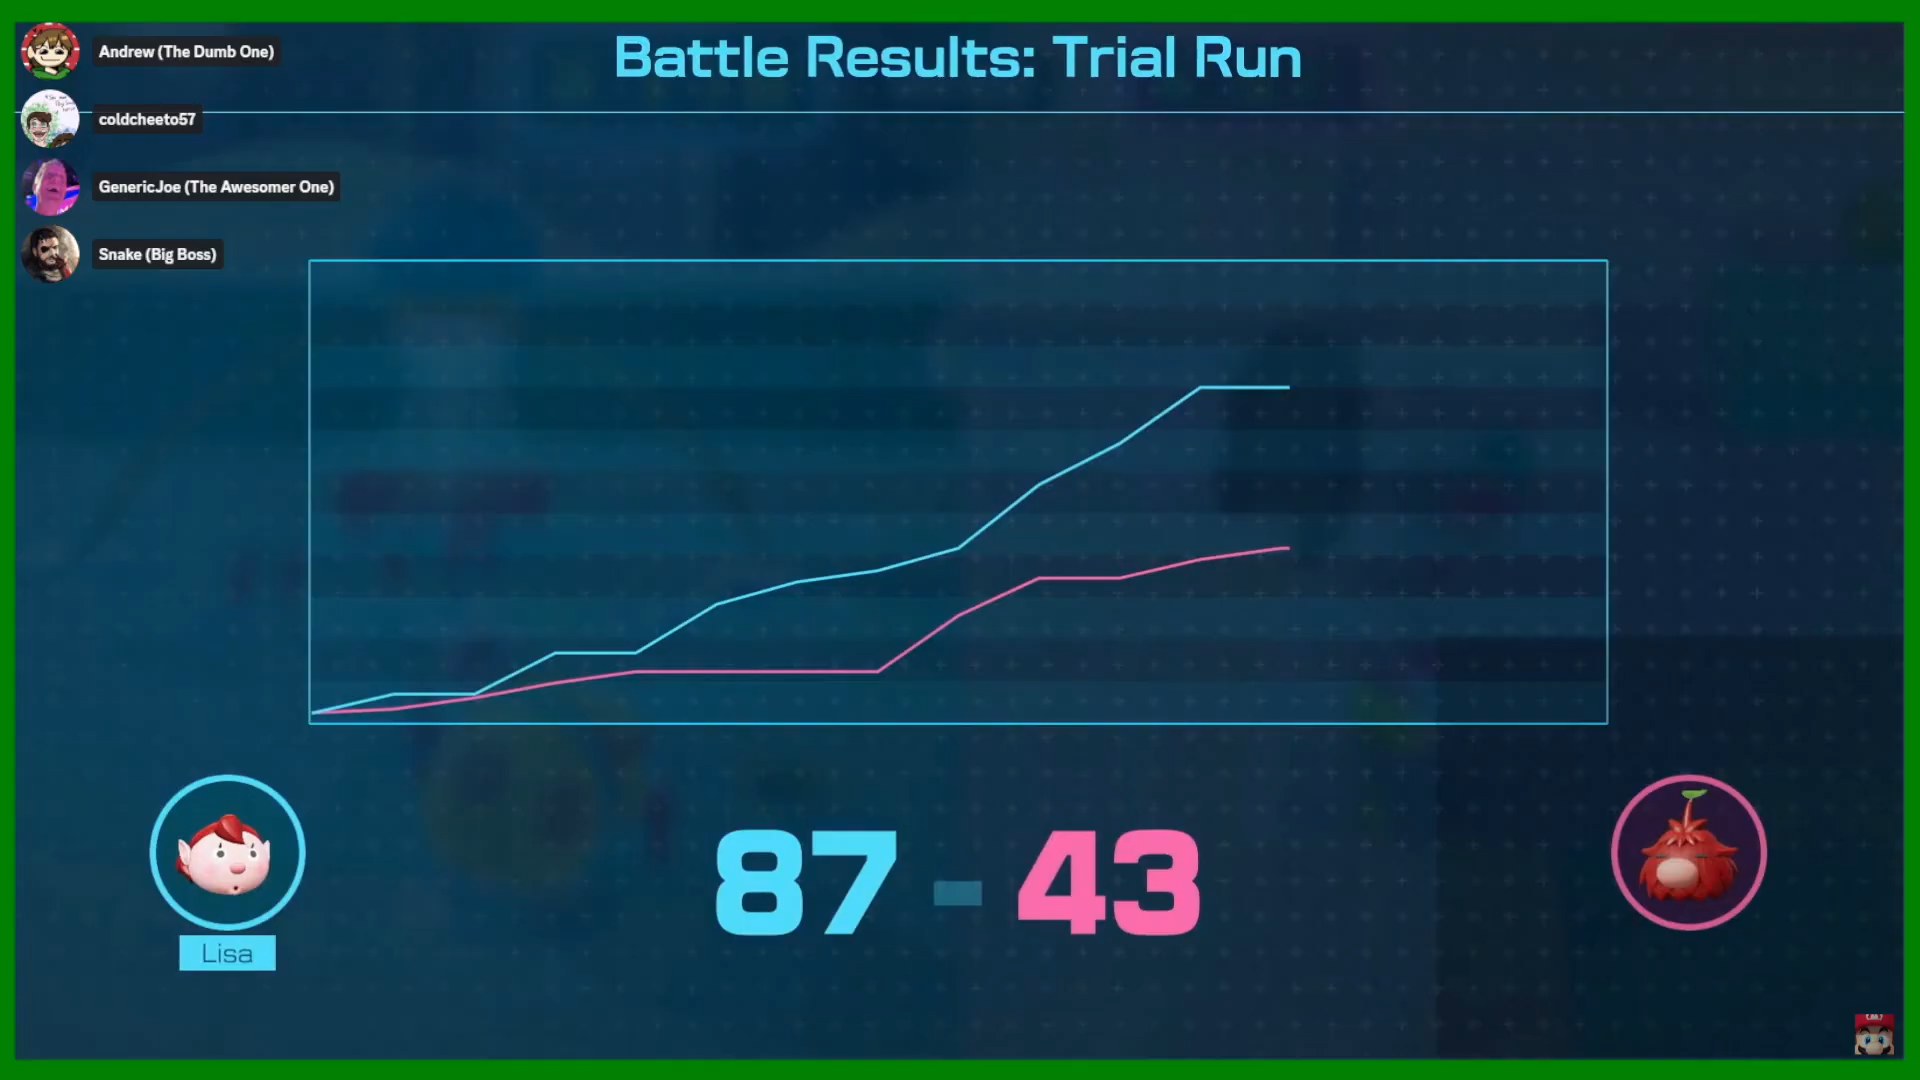 Battle Results: Trial Run
Andrew (The Dumb One)
coldcheeto57
GenericJoe (The Awesomer One)
Snake (Big Boss)
87 - 43
Lisa